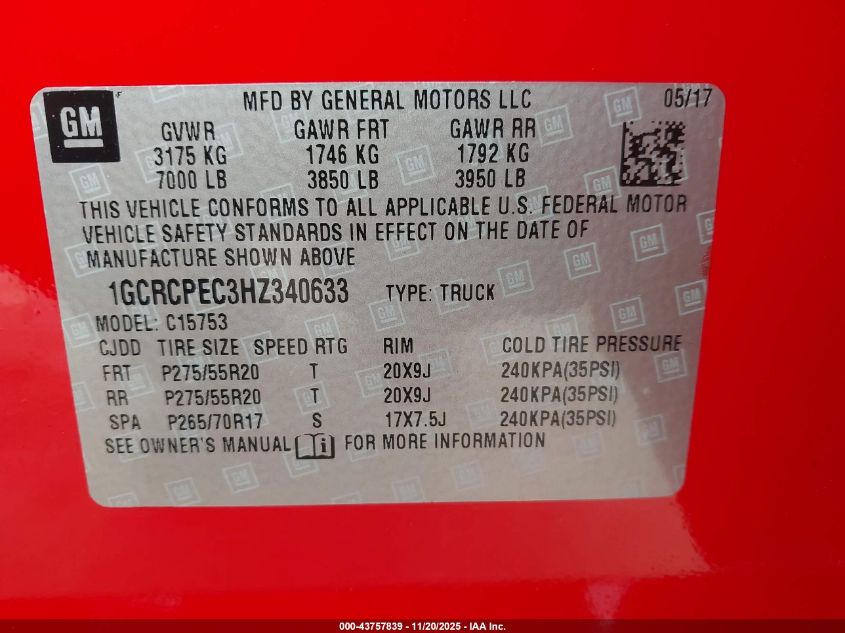 GM
MFD BY GENERAL MOTORS LLC 05/17
GVWR GAWR FRT GAWR RR
3175 KG 1746 KG 1792 KG
7000 LB 3850 LB 3950 LB
THIS VEHICLE CONFORMS TO ALL APPLICABLE U.S. FEDERAL MOTOR
VEHICLE SAFETY STANDARDS IN EFFECT ON THE DATE OF
MANUFACTURE SHOWN ABOVE
1GCRCPEC3HZ340633 TYPE: TRUCK
MODEL: C15753
CJDD TIRE SIZE SPEED RTG RIM COLD TIRE PRESSURE
FRT P275/55R20 T 20X9J 240KPA(35PSI)
RR P275/55R20 T 20X9J 240KPA(35PSI)
SPA P265/70R17 S 17X7.5J 240KPA(35PSI)
SEE OWNER'S MANUAL i FOR MORE INFORMATION
000-43757839 - 11/20/2025 - IAA Inc.